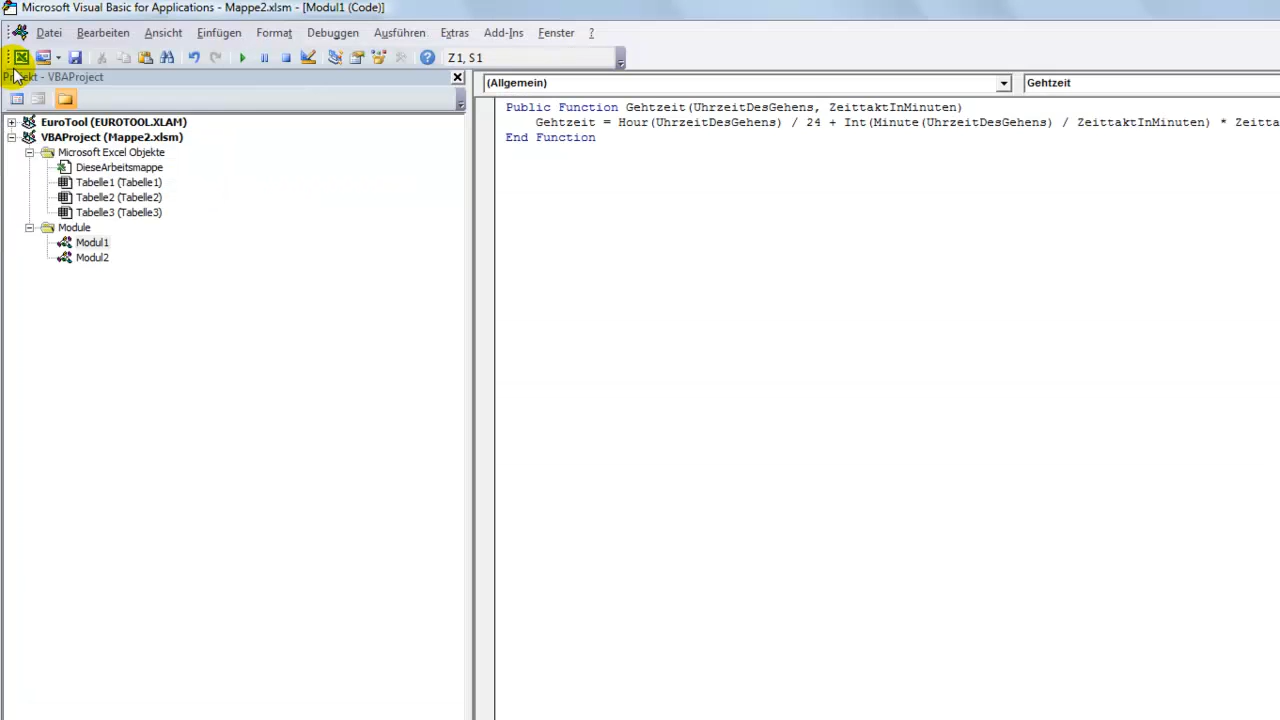 Microsoft Visual Basic for Applications - Mappe2.xlsm - [Modul1 (Code)]
Datei Bearbeiten Ansicht Einfügen Format Debuggen Ausführen Extras Add-Ins Fenster ?
Z1, S1
Projekt - VBAProject
(Allgemein)
Gehtzeit
EuroTool (EUROTOOL.XLAM)
VBAProject (Mappe2.xlsm)
Microsoft Excel Objekte
DieseArbeitsmappe
Tabelle1 (Tabelle1)
Tabelle2 (Tabelle2)
Tabelle3 (Tabelle3)
Module
Modul1
Modul2
Public Function Gehtzeit(UhrzeitDesGehens, ZeittaktInMinuten)
Gehtzeit = Hour(UhrzeitDesGehens) / 24 + Int(Minute(UhrzeitDesGehens) / ZeittaktInMinuten) * Zeitta
End Function